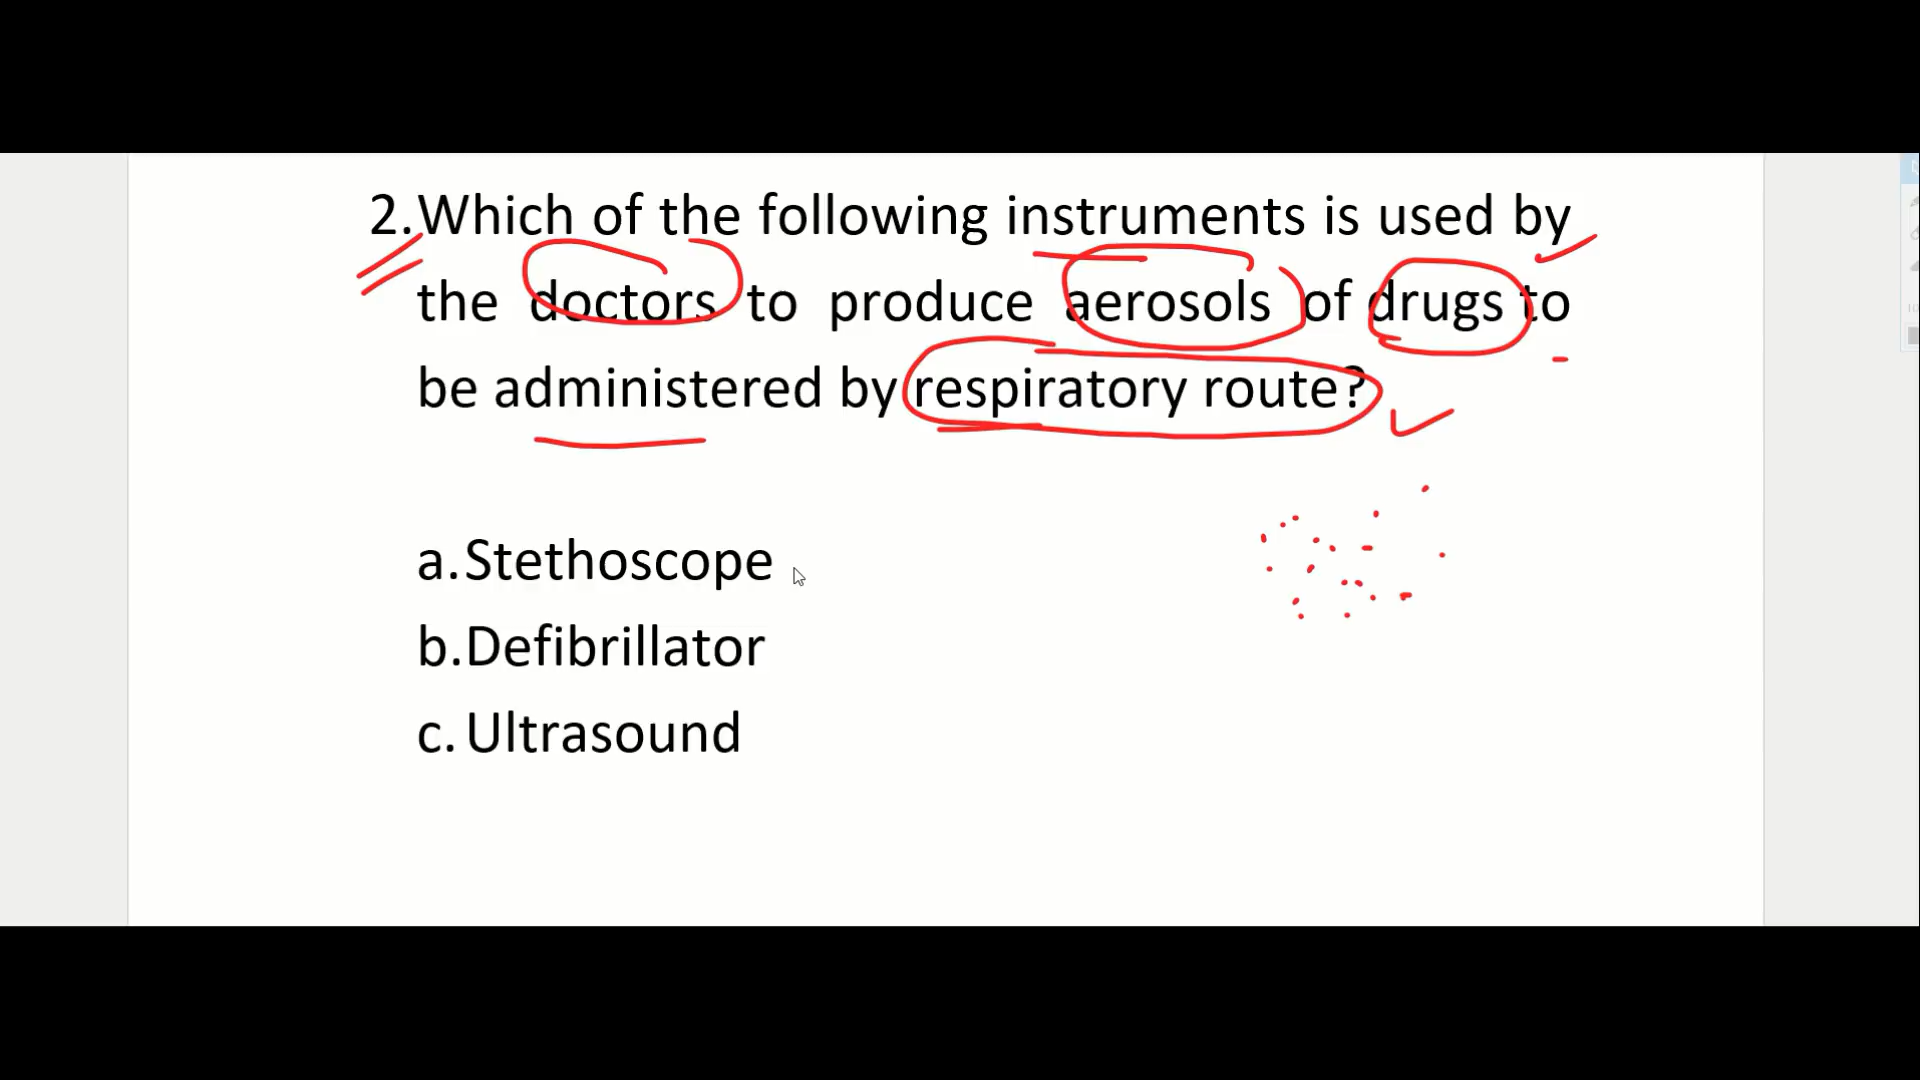 2.Which of the following instruments is used by
the doctors to produce aerosols of drugs to
be administered by respiratory route?
a.Stethoscope
b.Defibrillator
c.Ultrasound